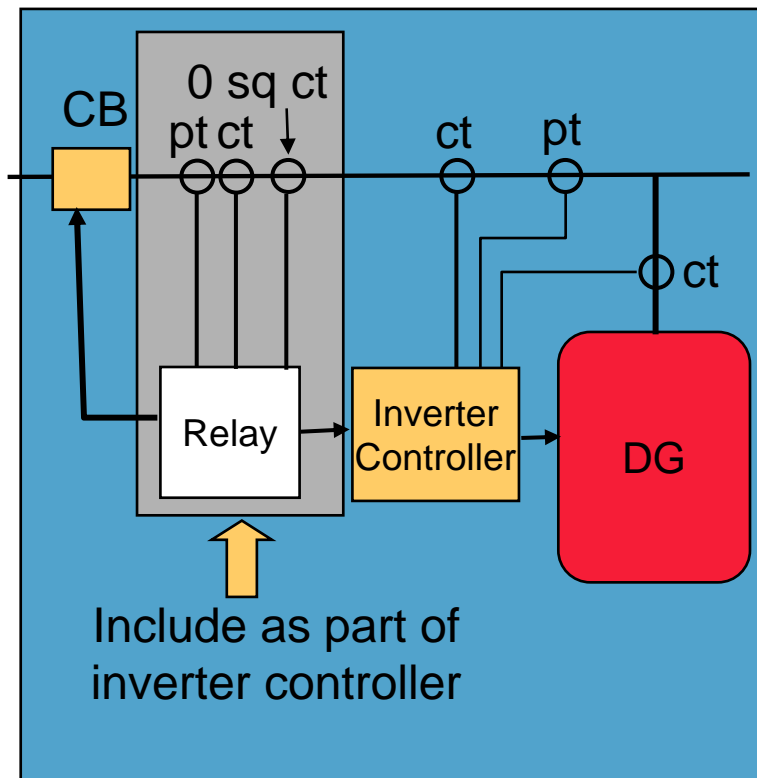 0 sq ct
CB
pt ct
ct
pt
ct
Relay
Inverter
Controller
DG
Include as part of
inverter controller